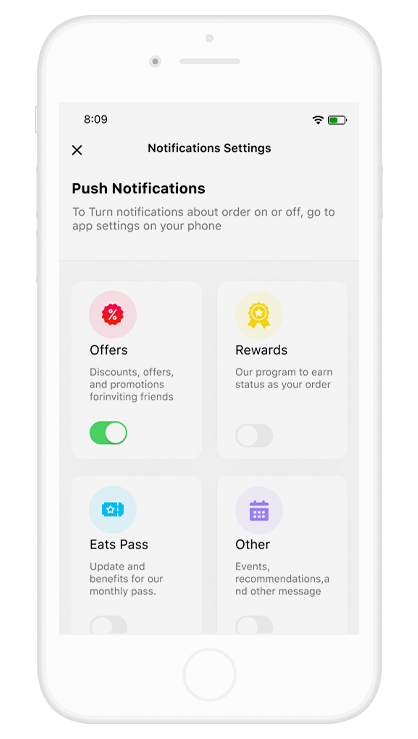 8:09
Notifications Settings
Push Notifications
To Turn notifications about order on or off, go to
app settings on your phone
%
Offers
Discounts, offers,
and promotions
forinviting friends
Rewards
Our program to earn
status as your order
Eats Pass
Update and
benefits for our
monthly pass.
Other
Events,
recommendations,a
nd other message